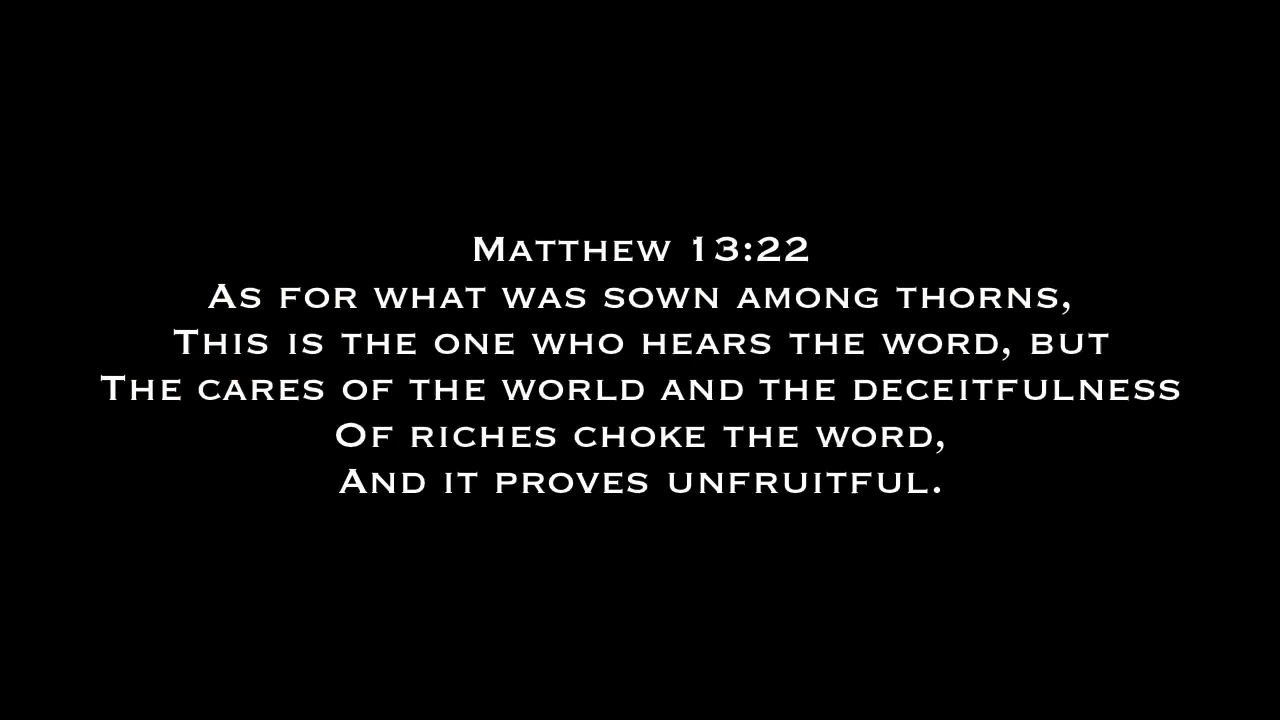 Matthew 13:22
As for what was sown among thorns,
This is the one who hears the word, but
The cares of the world and the deceitfulness
Of riches choke the word,
And it proves unfruitful.